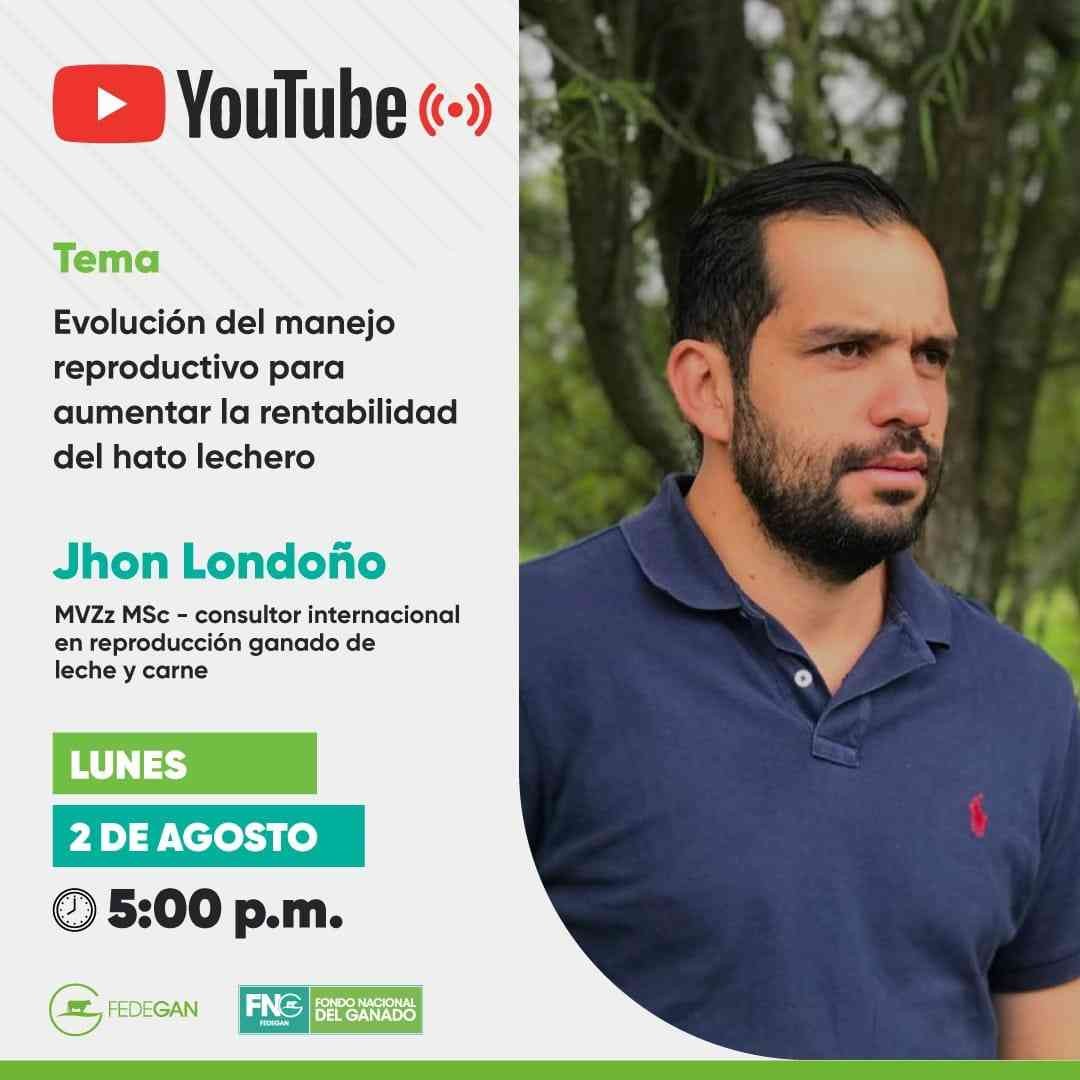 YouTube
Tema
Evolución del manejo
reproductivo para
aumentar la rentabilidad
del hato lechero
Jhon Londoño
MVZz MSc - consultor internacional
en reproducción ganado de
leche y carne
LUNES
2 DE AGOSTO
5:00 p.m.
FEDEGAN
FNG
FEDEGAN
FONDO NACIONAL
DEL GANADO